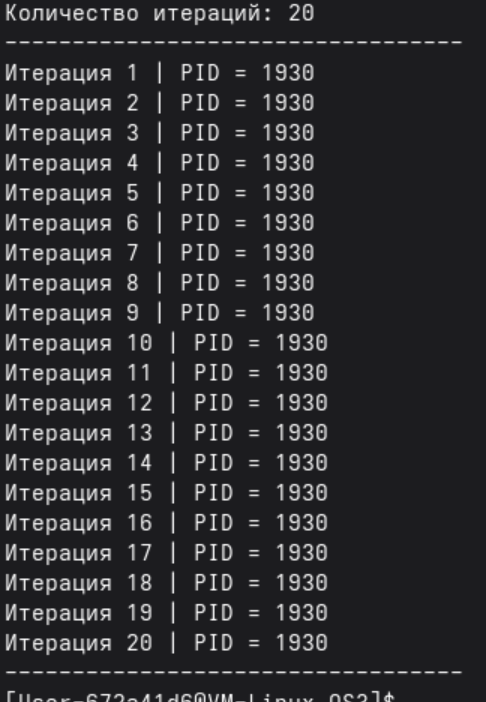 Количество итераций: 20
----------------------------------
Итерация 1 | PID = 1930
Итерация 2 | PID = 1930
Итерация 3 | PID = 1930
Итерация 4 | PID = 1930
Итерация 5 | PID = 1930
Итерация 6 | PID = 1930
Итерация 7 | PID = 1930
Итерация 8 | PID = 1930
Итерация 9 | PID = 1930
Итерация 10 | PID = 1930
Итерация 11 | PID = 1930
Итерация 12 | PID = 1930
Итерация 13 | PID = 1930
Итерация 14 | PID = 1930
Итерация 15 | PID = 1930
Итерация 16 | PID = 1930
Итерация 17 | PID = 1930
Итерация 18 | PID = 1930
Итерация 19 | PID = 1930
Итерация 20 | PID = 1930
----------------------------------